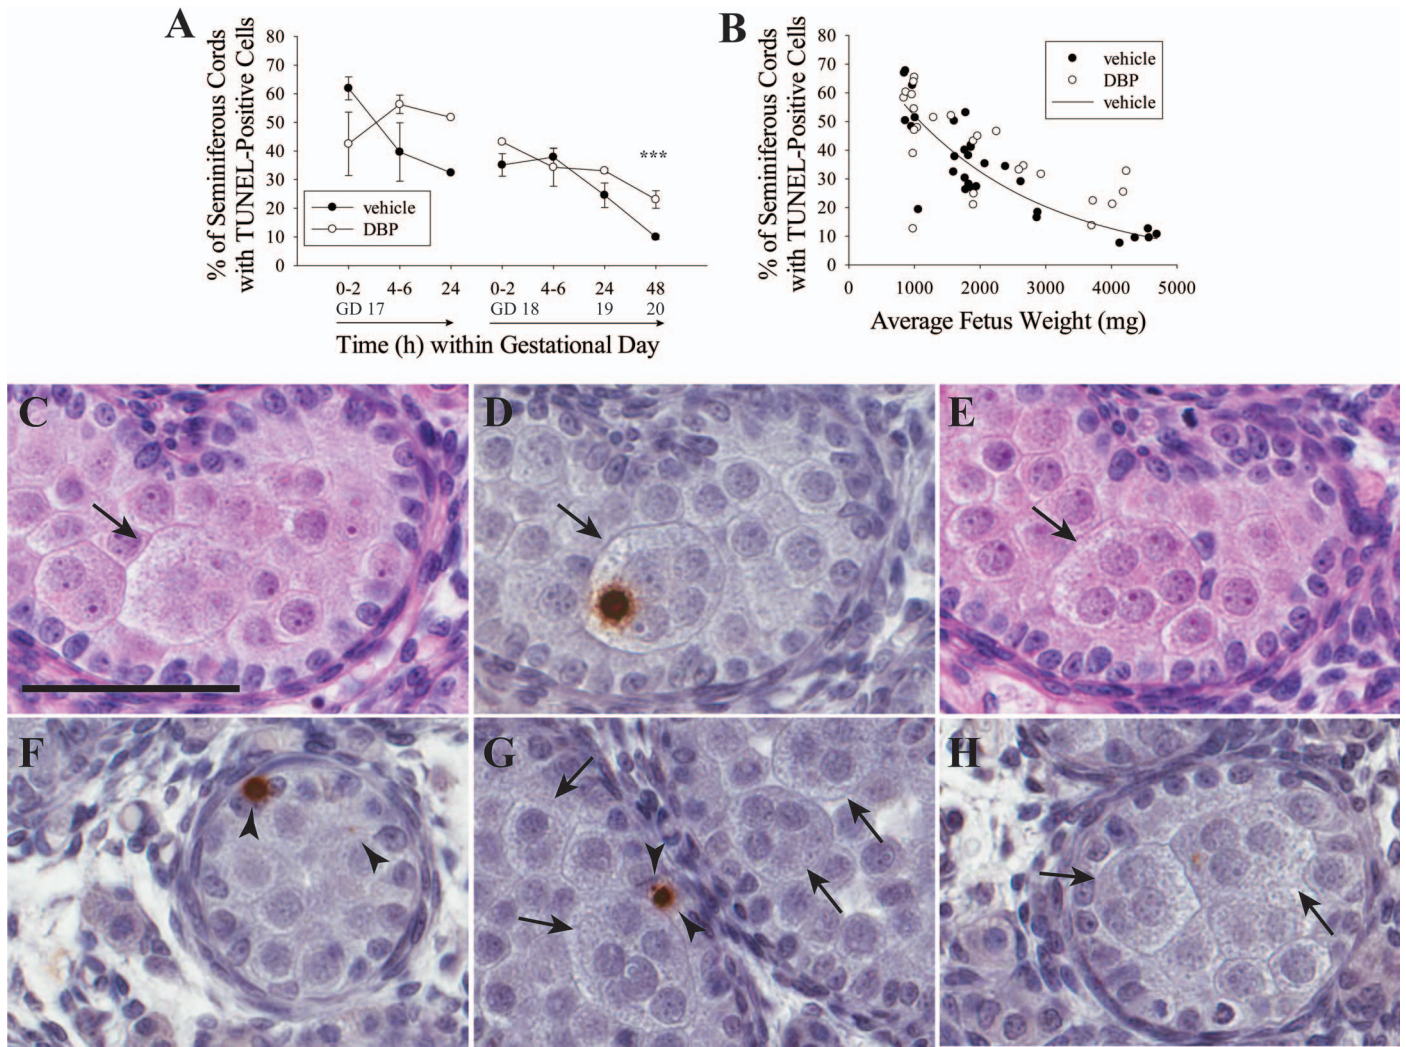 A
% of Seminiferous Cords
with TUNEL-Positive Cells
80
70
60
50
40
30
20
10
0
vehicle
DBP
***
0-2 4-6 24 0-2 4-6 24 48
GD 17 GD 18 19 20
Time (h) within Gestational Day
B
% of Seminiferous Cords
with TUNEL-Positive Cells
80
70
60
50
40
30
20
10
0
vehicle
DBP
vehicle
0 1000 2000 3000 4000 5000
Average Fetus Weight (mg)
C
D
E
F
G
H